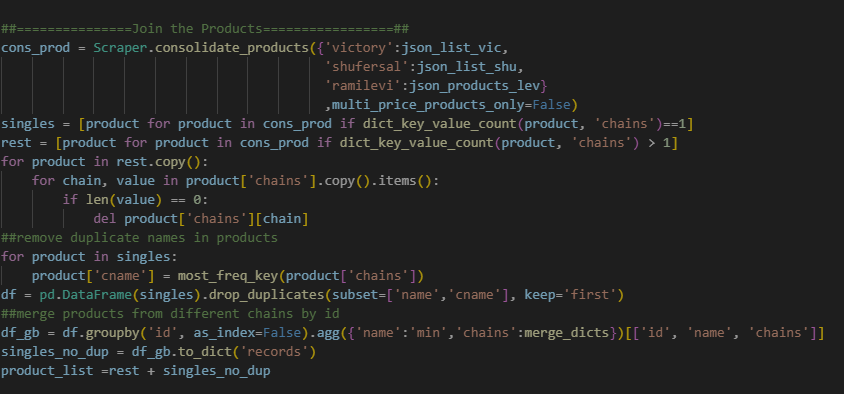 ##===============Join the Products=================##
cons_prod = Scraper.consolidate_products({'victory':json_list_vic,
'shufersal':json_list_shu,
'ramilevi':json_products_lev}
,multi_price_products_only=False)
singles = [product for product in cons_prod if dict_key_value_count(product, 'chains')==1]
rest = [product for product in cons_prod if dict_key_value_count(product, 'chains') > 1]
for product in rest.copy():
for chain, value in product['chains'].copy().items():
if len(value) == 0:
del product['chains'][chain]
##remove duplicate names in products
for product in singles:
product['cname'] = most_freq_key(product['chains'])
df = pd.DataFrame(singles).drop_duplicates(subset=['name','cname'], keep='first')
##merge products from different chains by id
df_gb = df.groupby('id', as_index=False).agg({'name':'min','chains':merge_dicts})[['id', 'name', 'chains']]
singles_no_dup = df_gb.to_dict('records')
product_list =rest + singles_no_dup